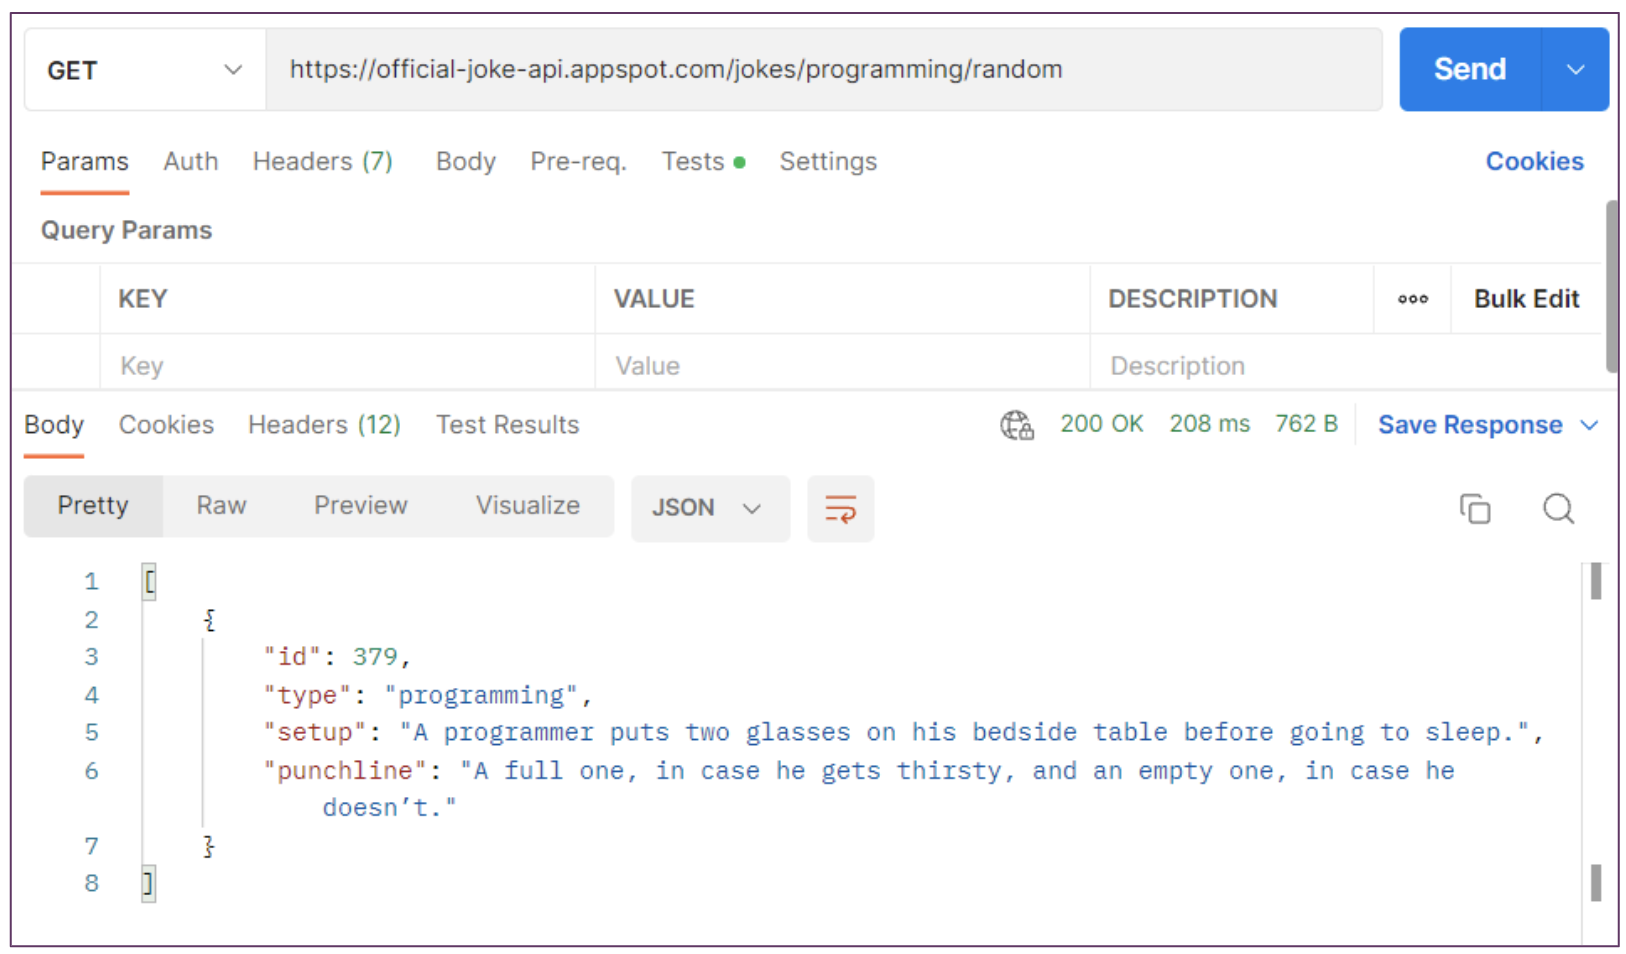 GET https://official-joke-api.appspot.com/jokes/programming/random Send
Params Auth Headers (7) Body Pre-req. Tests Settings Cookies
Query Params
KEY VALUE DESCRIPTION ooo Bulk Edit
Key Value Description
Body Cookies Headers (12) Test Results 200 OK 208 ms 762 B Save Response
Pretty Raw Preview Visualize JSON
1 [
2 {
3 "id": 379,
4 "type": "programming",
5 "setup": "A programmer puts two glasses on his bedside table before going to sleep.",
6 "punchline": "A full one, in case he gets thirsty, and an empty one, in case he
doesn’t."
7 }
8 ]